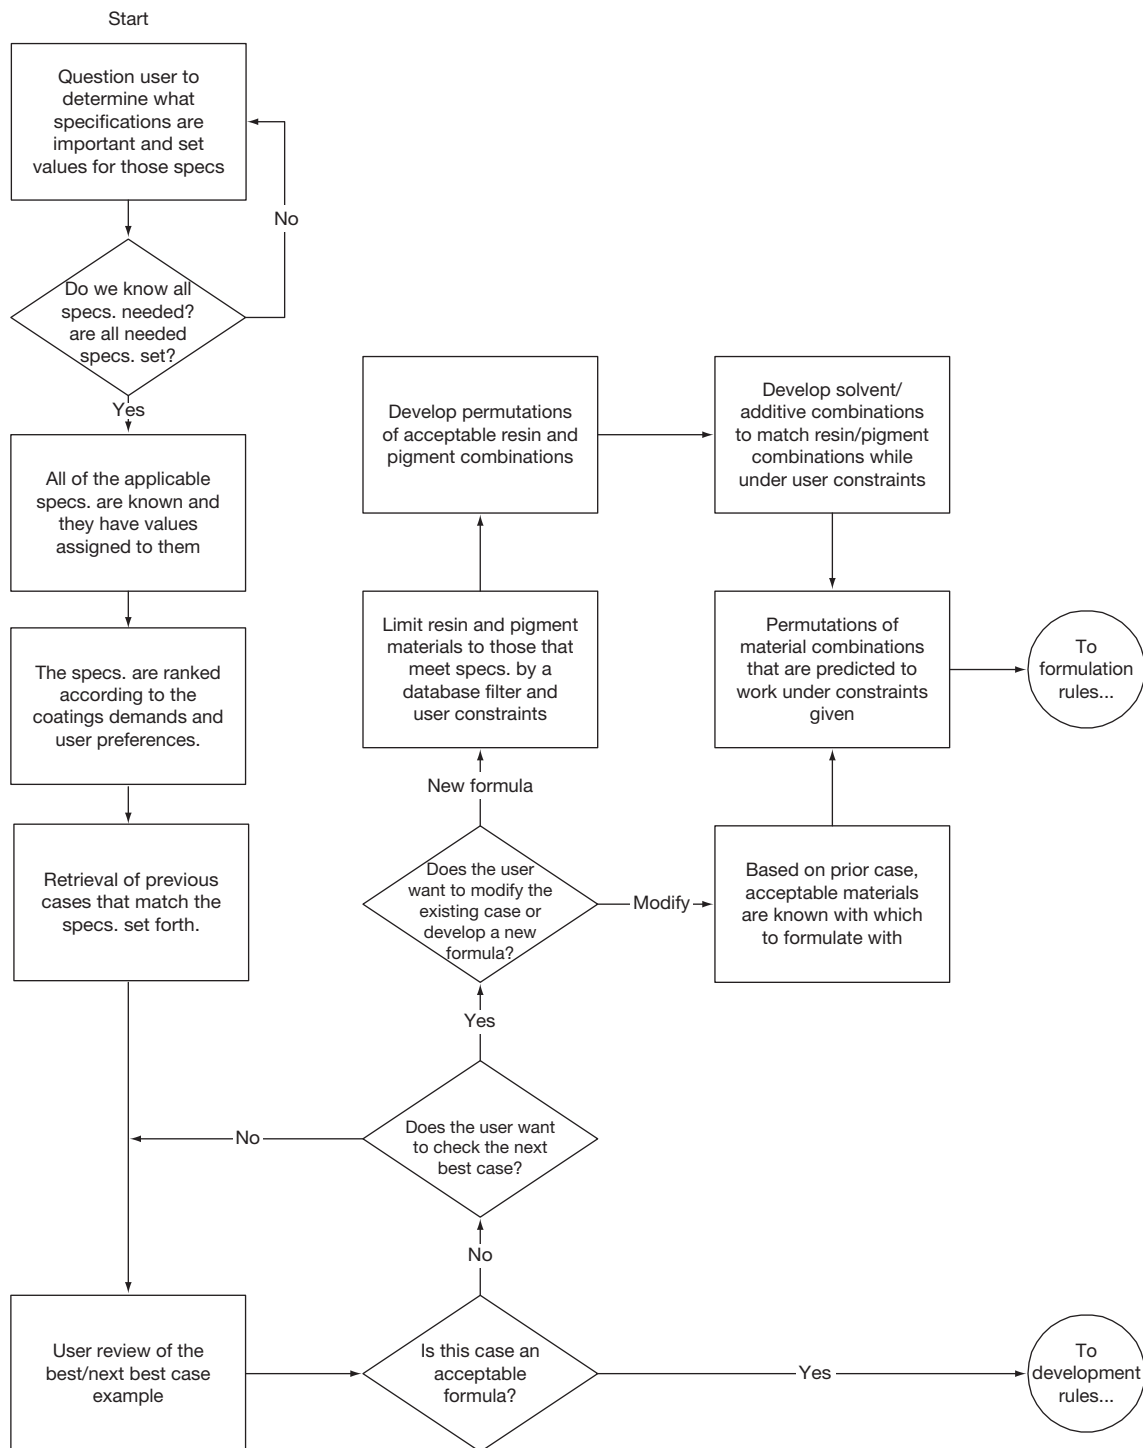 Start
Question user to
determine what
specifications are
important and set
values for those specs
No
Do we know all
specs. needed?
are all needed
specs. set?
Yes
All of the applicable
specs. are known and
they have values
assigned to them
The specs. are ranked
according to the
coatings demands and
user preferences.
Retrieval of previous
cases that match the
specs. set forth.
User review of the
best/next best case
example
Is this case an
acceptable
formula?
Yes
To
development
rules...
No
Does the user want
to check the next
best case?
No
Yes
Does the user
want to modify the
existing case or
develop a new
formula?
Modify
Based on prior case,
acceptable materials
are known with which
to formulate with
New formula
Limit resin and pigment
materials to those that
meet specs. by a
database filter and
user constraints
Develop permutations
of acceptable resin and
pigment combinations
Develop solvent/
additive combinations
to match resin/pigment
combinations while
under user constraints
Permutations of
material combinations
that are predicted to
work under constraints
given
To
formulation
rules...